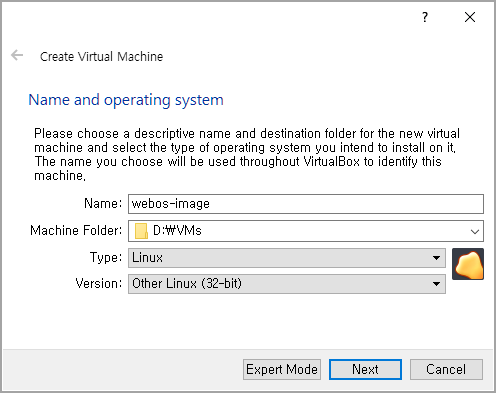 ?
Create Virtual Machine
Name and operating system
Please choose a descriptive name and destination folder for the new virtual
machine and select the type of operating system you intend to install on it.
The name you choose will be used throughout VirtualBox to identify this
machine.
Name: webos-image
Machine Folder: D:₩VMs
Type: Linux
Version: Other Linux (32-bit)
Expert Mode Next Cancel